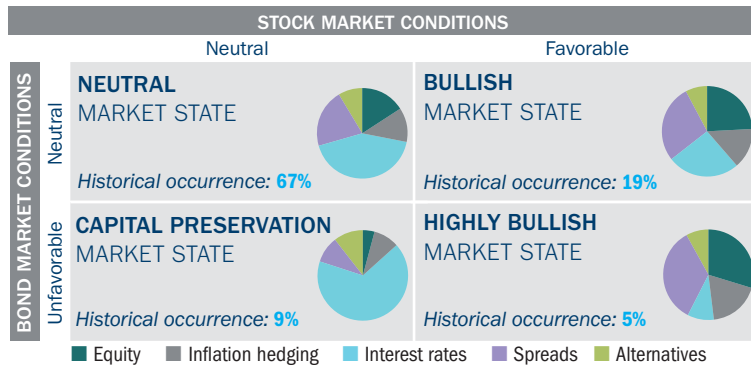 STOCK MARKET CONDITIONS
Neutral
Favorable
BOND MARKET CONDITIONS
Neutral
NEUTRAL
MARKET STATE
Historical occurrence: 67%
BULLISH
MARKET STATE
Historical occurrence: 19%
Unfavorable
CAPITAL PRESERVATION
MARKET STATE
Historical occurrence: 9%
HIGHLY BULLISH
MARKET STATE
Historical occurrence: 5%
Equity
Inflation hedging
Interest rates
Spreads
Alternatives